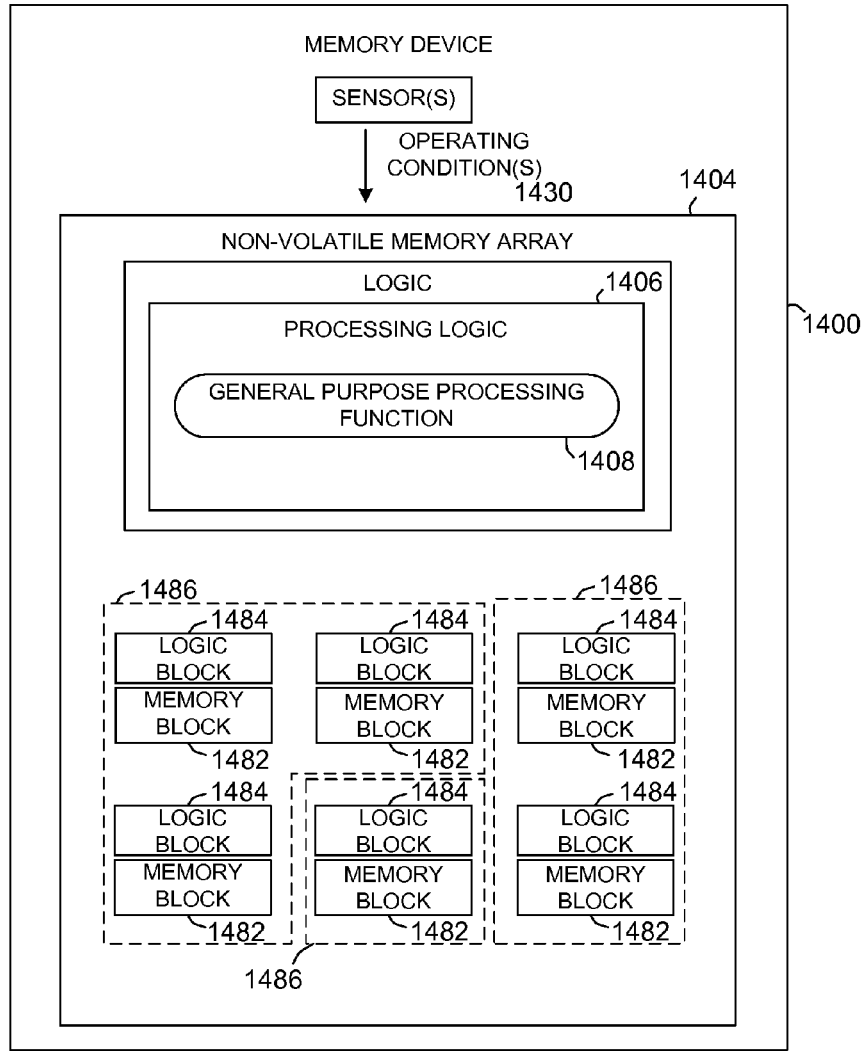 MEMORY DEVICE
SENSOR(S)
OPERATING
CONDITION(S)
1430
1404
NON-VOLATILE MEMORY ARRAY
LOGIC
1406
PROCESSING LOGIC
1400
GENERAL PURPOSE PROCESSING
FUNCTION
1408
1486
1486
1484
1484
1484
LOGIC
BLOCK
LOGIC
BLOCK
LOGIC
BLOCK
MEMORY
BLOCK
MEMORY
BLOCK
MEMORY
BLOCK
1482
1482
1482
1484
1484
1484
LOGIC
BLOCK
LOGIC
BLOCK
LOGIC
BLOCK
MEMORY
BLOCK
MEMORY
BLOCK
MEMORY
BLOCK
1482
1482
1482
1486